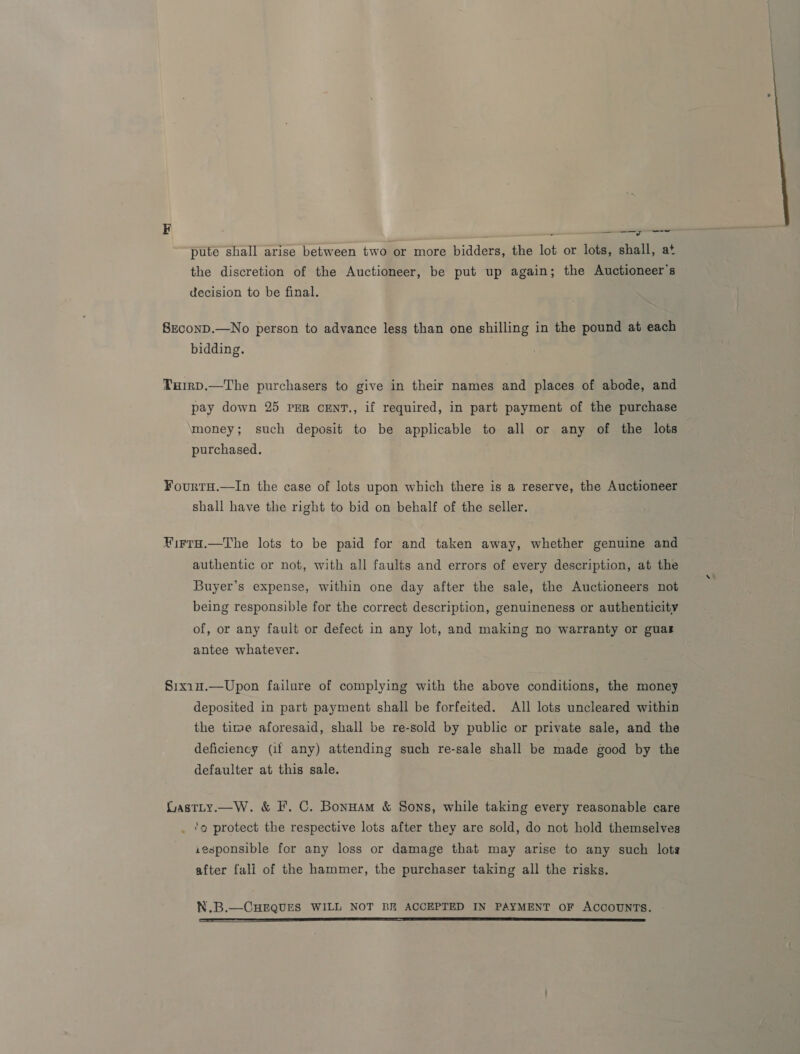 F
pute shall arise between two or more bidders, the lot or lots, shall, at
the discretion of the Auctioneer, be put up again; the Auctioneer's
decision to be final.
SECOND.—No person to advance less than one shilling in the pound at each
bidding.
THIRD.—The purchasers to give in their names and places of abode, and
pay down 25 PER CENT., if required, in part payment of the purchase
money; such deposit to be applicable to all or any of the lots
purchased.
FOURTH.—In the case of lots upon which there is a reserve, the Auctioneer
shall have the right to bid on behalf of the seller.
FIFTH.—The lots to be paid for and taken away, whether genuine and
authentic or not, with all faults and errors of every description, at the
Buyer's expense, within one day after the sale, the Auctioneers not
being responsible for the correct description, genuineness or authenticity
of, or any fault or defect in any lot, and making no warranty or guar
antee whatever.
SIXTH.—Upon failure of complying with the above conditions, the money
deposited in part payment shall be forfeited. All lots uncleared within
the time aforesaid, shall be re-sold by public or private sale, and the
deficiency (if any) attending such re-sale shall be made good by the
defaulter at this sale.
LASTLY.—W. & F. C. BONHAM & SONS, while taking every reasonable care
to protect the respective lots after they are sold, do not hold themselves
responsible for any loss or damage that may arise to any such lots
after fall of the hammer, the purchaser taking all the risks.
N.B.—CHEQUES WILL NOT BE ACCEPTED IN PAYMENT OF ACCOUNTS.